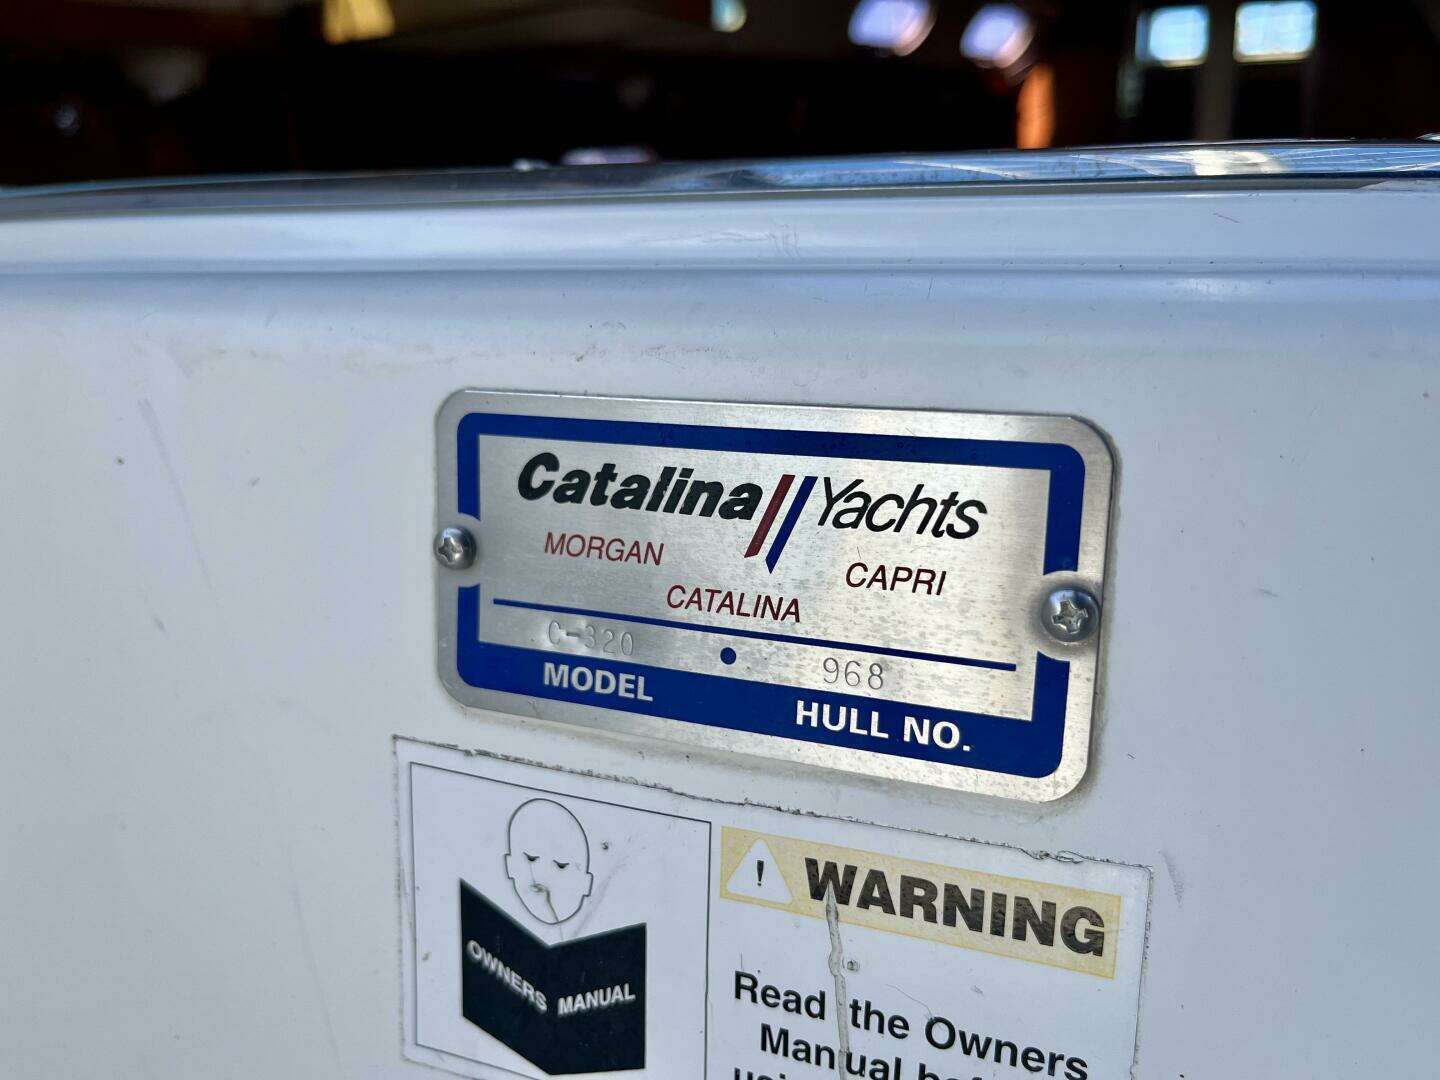 Catalina Yachts
MORGAN
CAPRI
CATALINA
C-320 • 968
MODEL HULL NO.
OWNERS MANUAL
! WARNING
Read the Owners
Manual